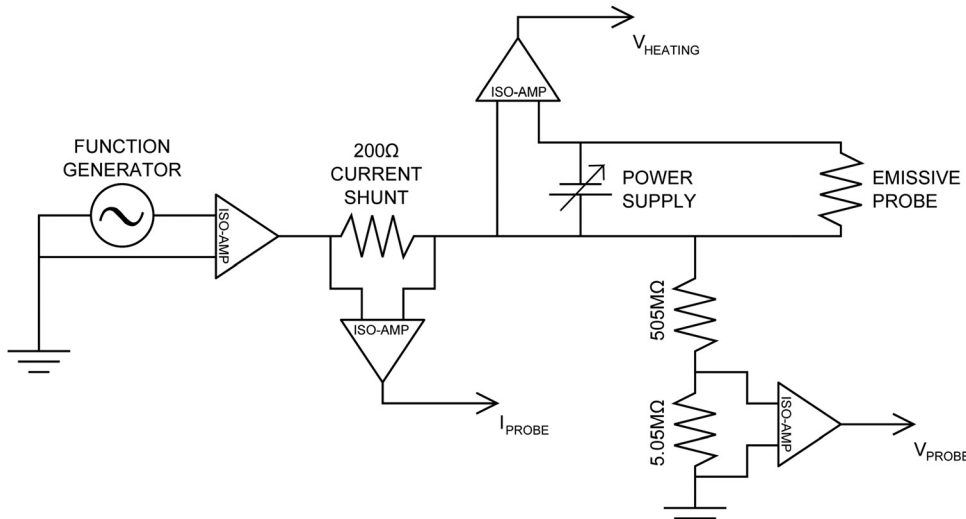 V_HEATING
ISO-AMP
FUNCTION
GENERATOR
200Ω
CURRENT
SHUNT
POWER
SUPPLY
EMISSIVE
PROBE
ISO-AMP
ISO-AMP
505MΩ
I_PROBE
5.05MΩ
ISO-AMP
V_PROBE